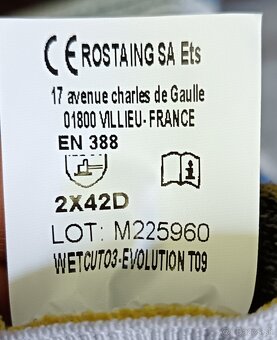 CE ROSTAING SA Ets
17 avenue charles de Gaulle
01800 VILLIEU- FRANCE
EN 388
2X42D
LOT: M225960
WETCUT03-EVOLUTION T09